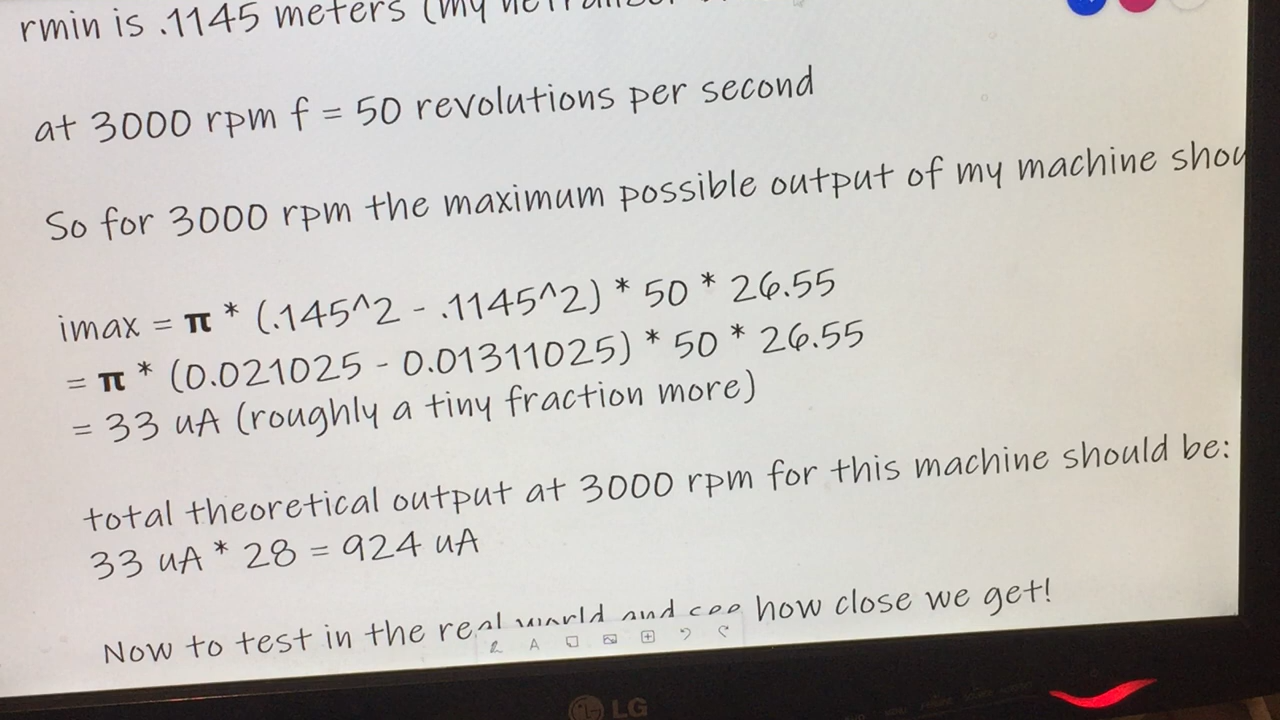 rmin is .1145 meters (my
at 3000 rpm f = 50 revolutions per second
So for 3000 rpm the maximum possible output of my machine shou
imax = π * (.145^2 - .1145^2) * 50 * 26.55
= π * (0.021025 - 0.01311025) * 50 * 26.55
= 33 uA (roughly a tiny fraction more)
total theoretical output at 3000 rpm for this machine should be:
33 uA * 28 = 924 uA
Now to test in the real world and see how close we get!
A
LG